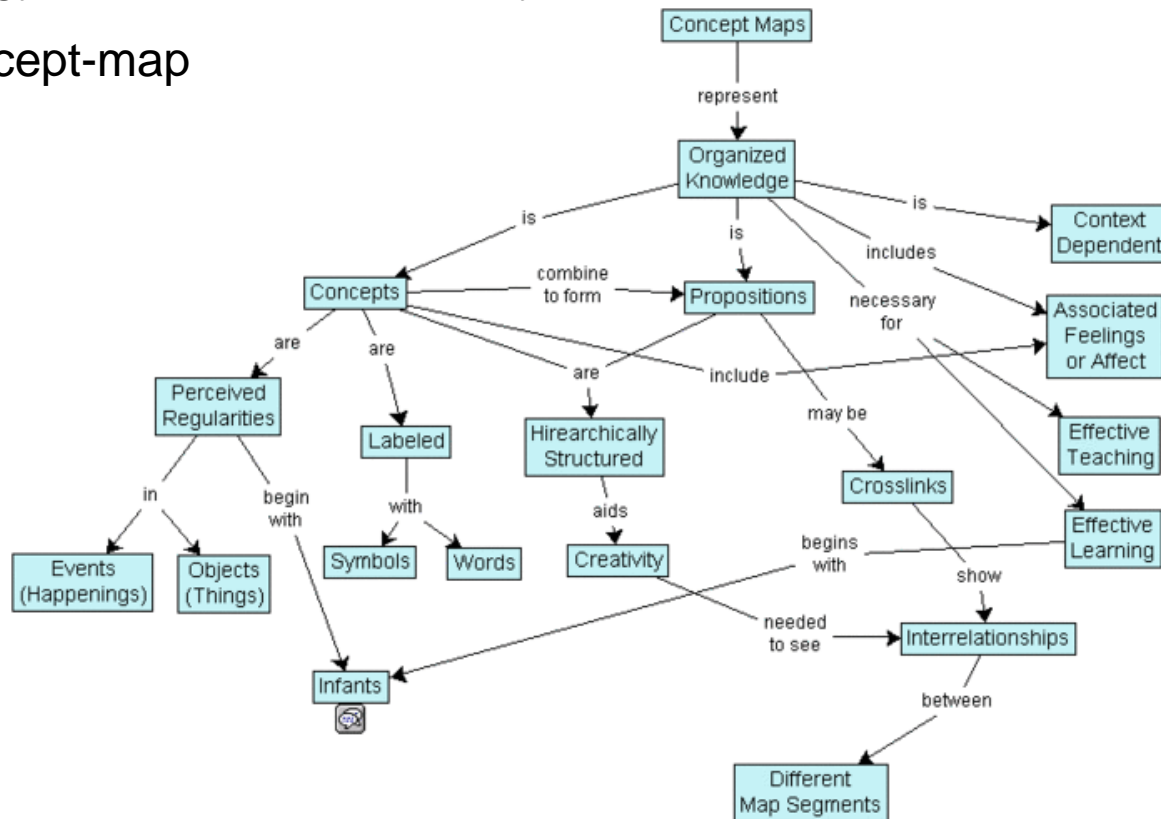 cept-map
Concept Maps
represent
Organized
Knowledge
is
is
is
Context
Dependent
includes
combine
to form
necessary
for
Concepts
Propositions
Associated
Feelings
or Affect
are
are
are
include
Perceived
Regularities
may be
Labeled
Hirearchically
Structured
Effective
Teaching
Crosslinks
in
begin
with
with
aids
Effective
Learning
begins
with
Events
(Happenings)
Objects
(Things)
Symbols
Words
Creativity
show
needed
to see
Interrelationships
Infants
between
Different
Map Segments